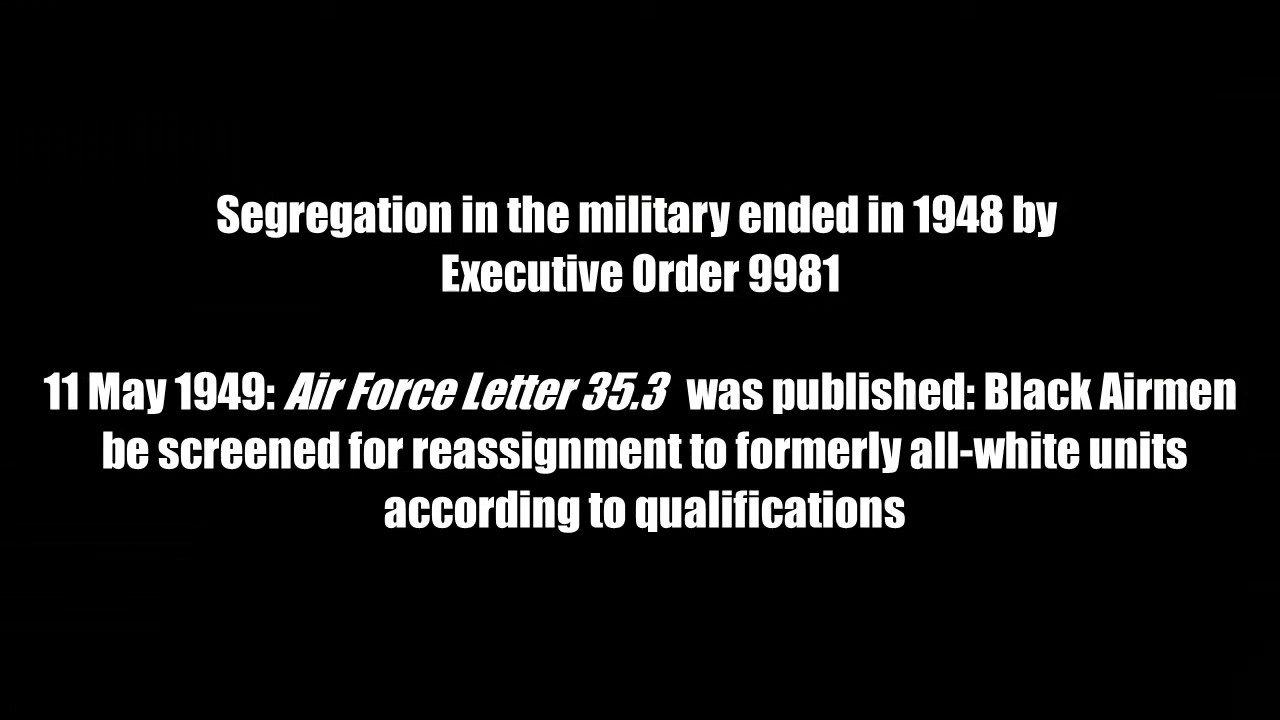 Segregation in the military ended in 1948 by
Executive Order 9981
11 May 1949: Air Force Letter 35.3 was published: Black Airmen
be screened for reassignment to formerly all-white units
according to qualifications